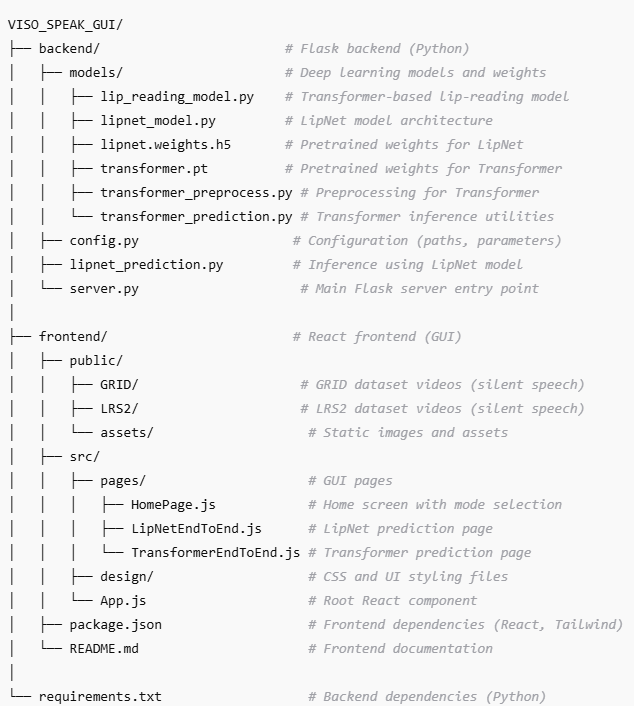 VISO_SPEAK_GUI/
├── backend/                        # Flask backend (Python)
│   ├── models/                     # Deep learning models and weights
│   │   ├── lip_reading_model.py    # Transformer-based lip-reading model
│   │   ├── lipnet_model.py         # LipNet model architecture
│   │   ├── lipnet.weights.h5       # Pretrained weights for LipNet
│   │   ├── transformer.pt          # Pretrained weights for Transformer
│   │   ├── transformer_preprocess.py # Preprocessing for Transformer
│   │   └── transformer_prediction.py # Transformer inference utilities
│   ├── config.py                    # Configuration (paths, parameters)
│   ├── lipnet_prediction.py         # Inference using LipNet model
│   └── server.py                     # Main Flask server entry point
│
├── frontend/                        # React frontend (GUI)
│   ├── public/
│   │   ├── GRID/                     # GRID dataset videos (silent speech)
│   │   ├── LRS2/                     # LRS2 dataset videos (silent speech)
│   │   └── assets/                    # Static images and assets
│   ├── src/
│   │   ├── pages/                     # GUI pages
│   │   │   ├── HomePage.js            # Home screen with mode selection
│   │   │   ├── LipNetEndToEnd.js      # LipNet prediction page
│   │   │   └── TransformerEndToEnd.js # Transformer prediction page
│   │   ├── design/                    # CSS and UI styling files
│   │   └── App.js                     # Root React component
│   ├── package.json                   # Frontend dependencies (React, Tailwind)
│   └── README.md                      # Frontend documentation
│
└── requirements.txt                   # Backend dependencies (Python)